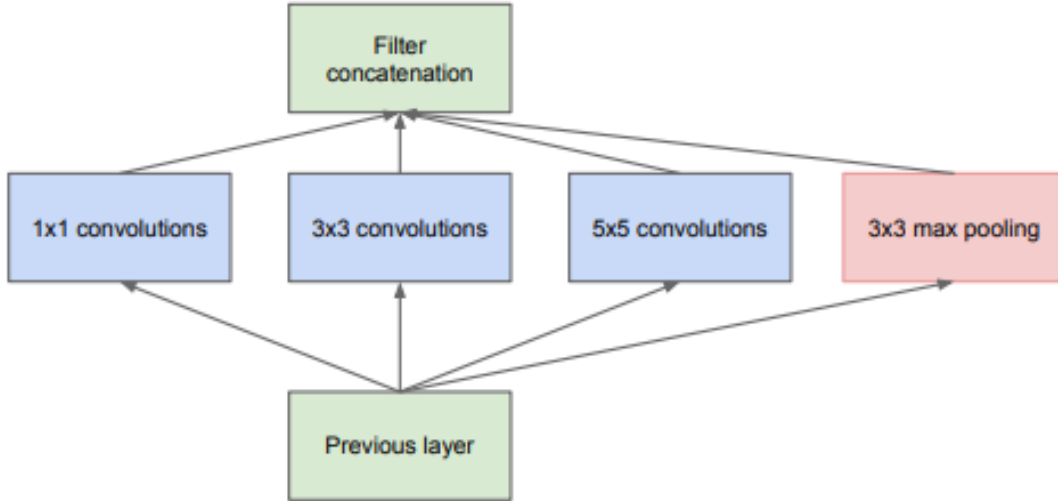 Filter
concatenation
1x1 convolutions
3x3 convolutions
5x5 convolutions
3x3 max pooling
Previous layer